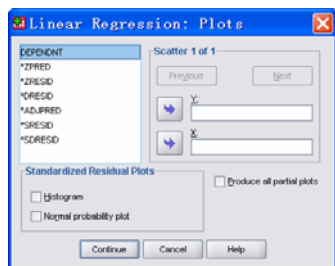 Linear Regression: Plots
DEPENDNT
*ZPRED
*ZRESID
*DRESID
*ADJPRED
*SRESID
*SDRESID
Scatter 1 of 1
Previous
Next
Y:
X:
Standardized Residual Plots
Histogram
Normal probability plot
Produce all partial plots
Continue
Cancel
Help